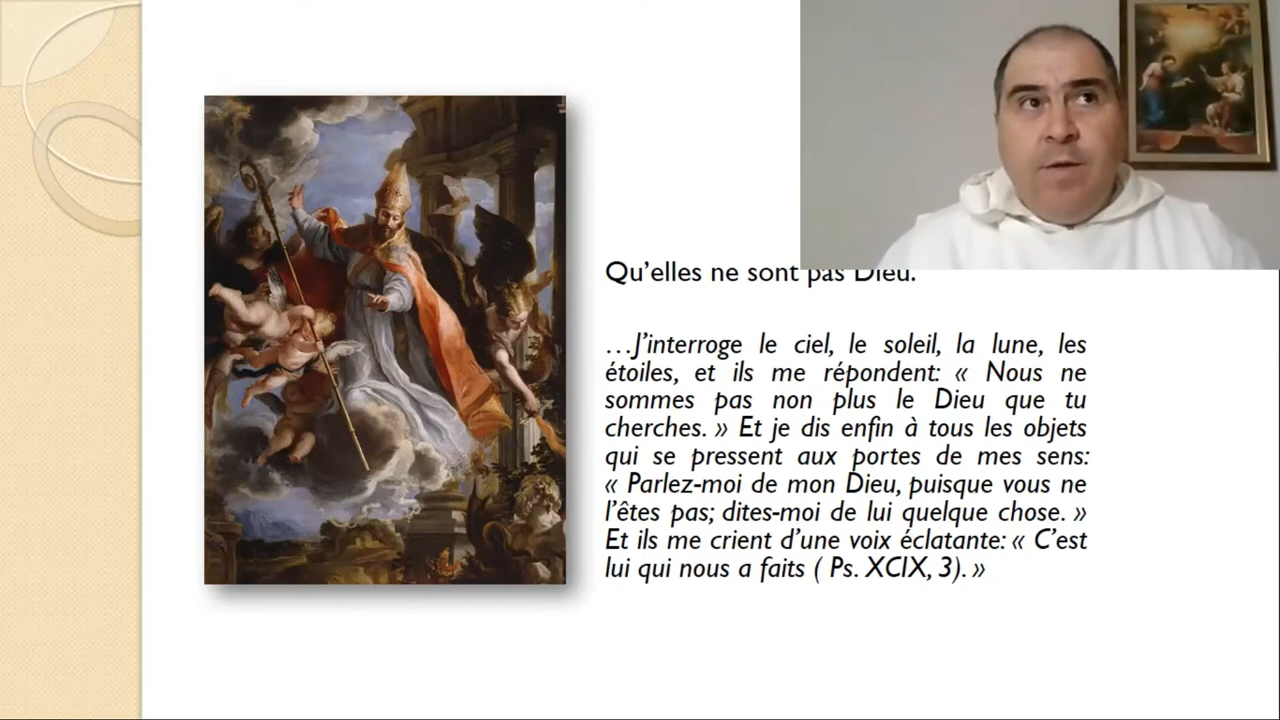 Qu’elles ne sont pas Dieu.
…J’interroge le ciel, le soleil, la lune, les
étoiles, et ils me répondent: « Nous ne
sommes pas non plus le Dieu que tu
cherches. » Et je dis enfin à tous les objets
qui se pressent aux portes de mes sens:
« Parlez-moi de mon Dieu, puisque vous ne
l’êtes pas; dites-moi de lui quelque chose. »
Et ils me crient d’une voix éclatante: « C’est
lui qui nous a faits ( Ps. XCIX, 3). »